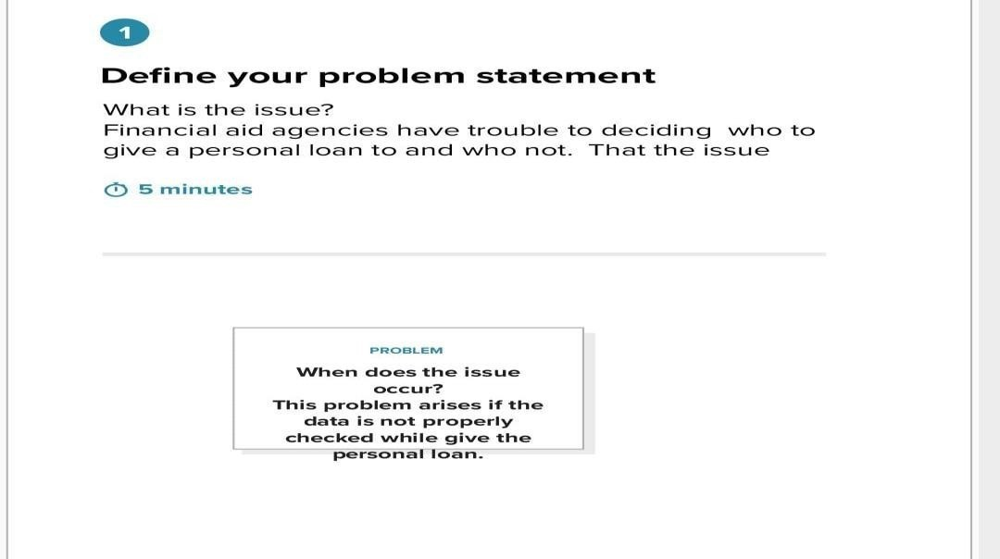 1
Define your problem statement
What is the issue?
Financial aid agencies have trouble to deciding who to
give a personal loan to and who not. That the issue
5 minutes
PROBLEM
When does the issue
occur?
This problem arises if the
data is not properly
checked while give the
personal loan.